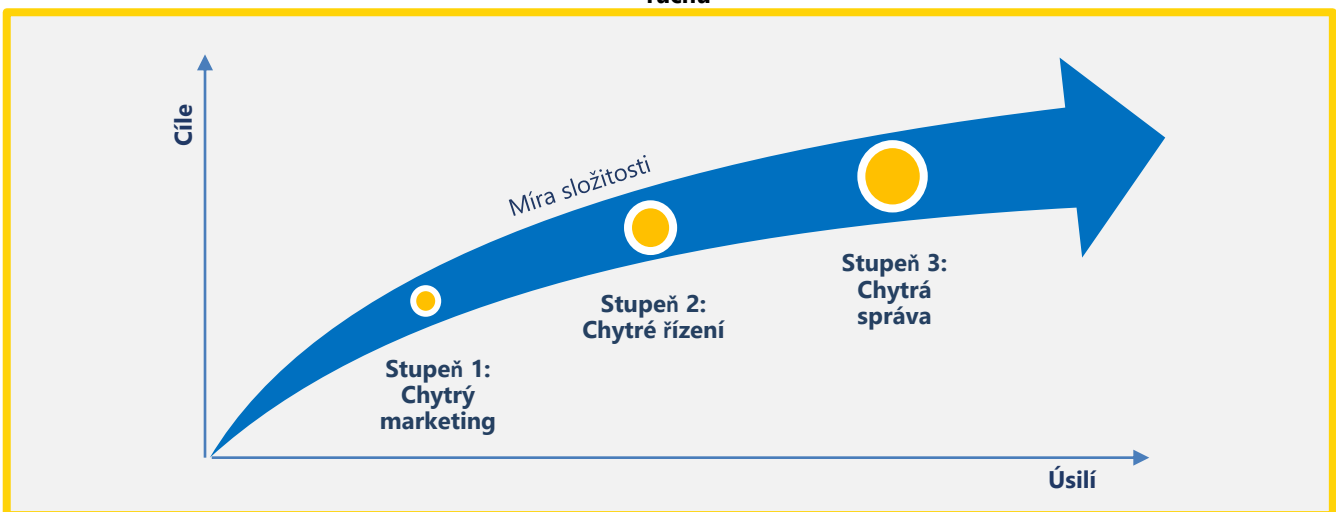 Cíle
Míra složitosti
Stupeň 3:
Chytrá
správa
Stupeň 2:
Chytré řízení
Stupeň 1:
Chytrý
marketing
Úsilí